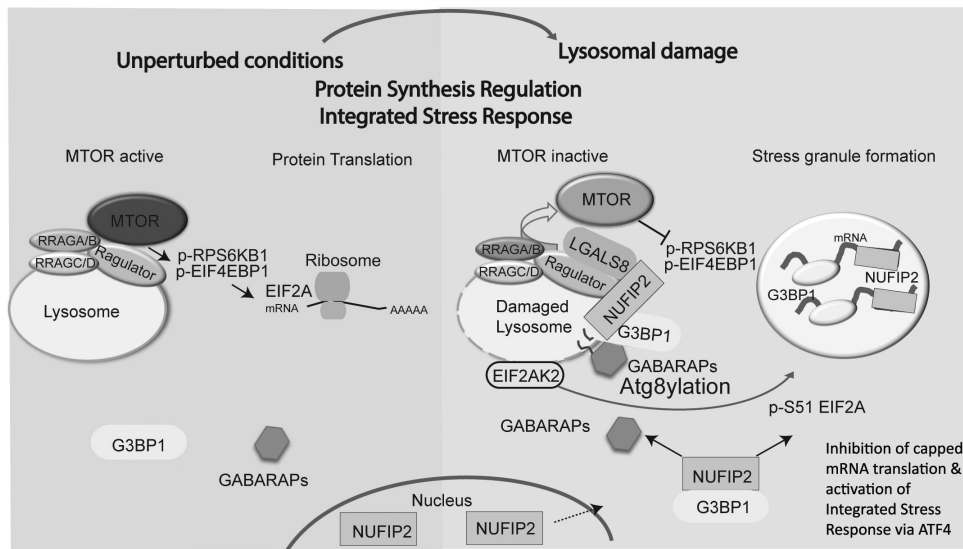 Unperturbed conditions
Lysosomal damage
Protein Synthesis Regulation
Integrated Stress Response
MTOR active
Protein Translation
MTOR
RRAGA/B
RRAGC/D
Ragulator
p-RPS6KB1
p-EIF4EBP1
Lysosome
Ribosome
EIF2A
mRNA
AAAAA
G3BP1
GABARAPs
MTOR inactive
Stress granule formation
MTOR
RRAGA/B
RRAGC/D
LGALS8
Ragulator
NUFIP2
p-RPS6KB1
p-EIF4EBP1
Damaged
Lysosome
G3BP1
GABARAPs
Atg8ylation
EIF2AK2
mRNA
NUFIP2
G3BP1
p-S51 EIF2A
GABARAPs
NUFIP2
G3BP1
Inhibition of capped
mRNA translation &
activation of
Integrated Stress
Response via ATF4
Nucleus
NUFIP2
NUFIP2